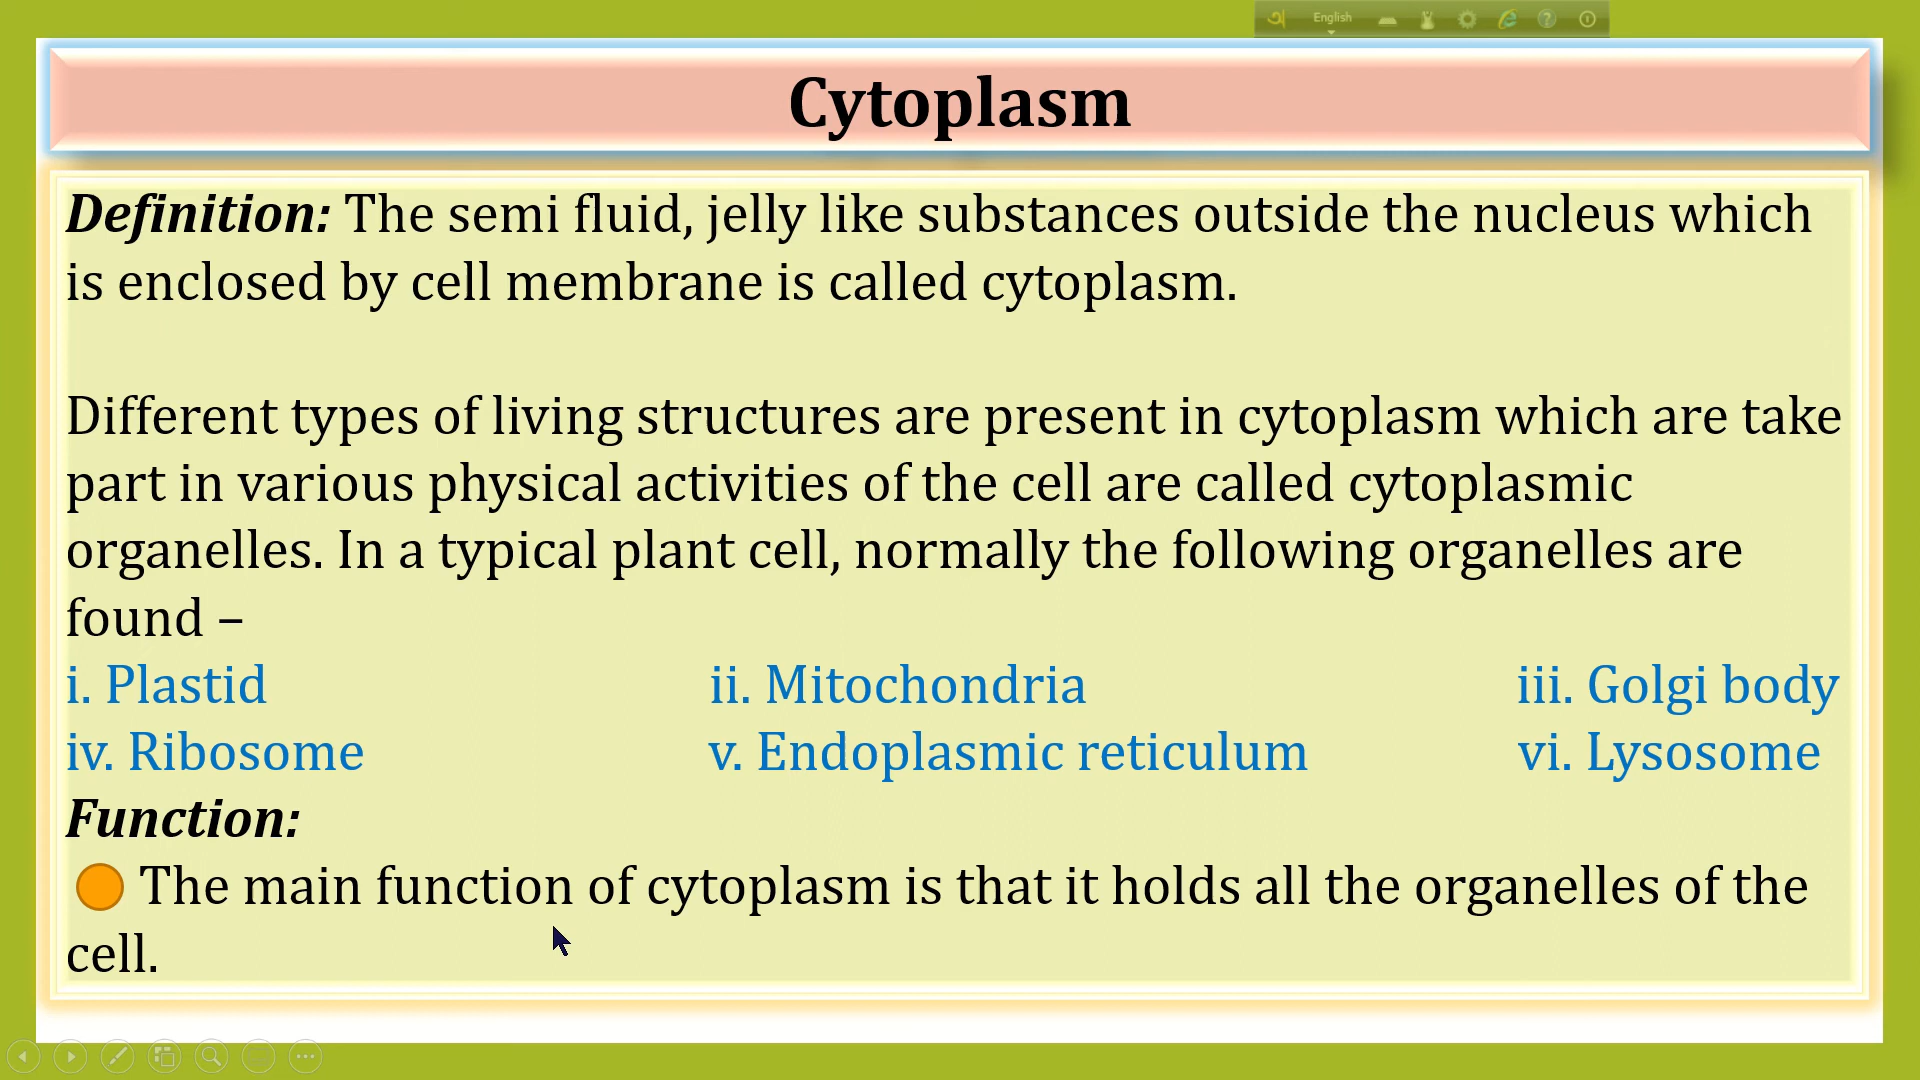 অ English
Cytoplasm
Definition: The semi fluid, jelly like substances outside the nucleus which
is enclosed by cell membrane is called cytoplasm.
Different types of living structures are present in cytoplasm which are take
part in various physical activities of the cell are called cytoplasmic
organelles. In a typical plant cell, normally the following organelles are
found –
i. Plastid ii. Mitochondria iii. Golgi body
iv. Ribosome v. Endoplasmic reticulum vi. Lysosome
Function:
The main function of cytoplasm is that it holds all the organelles of the
cell.